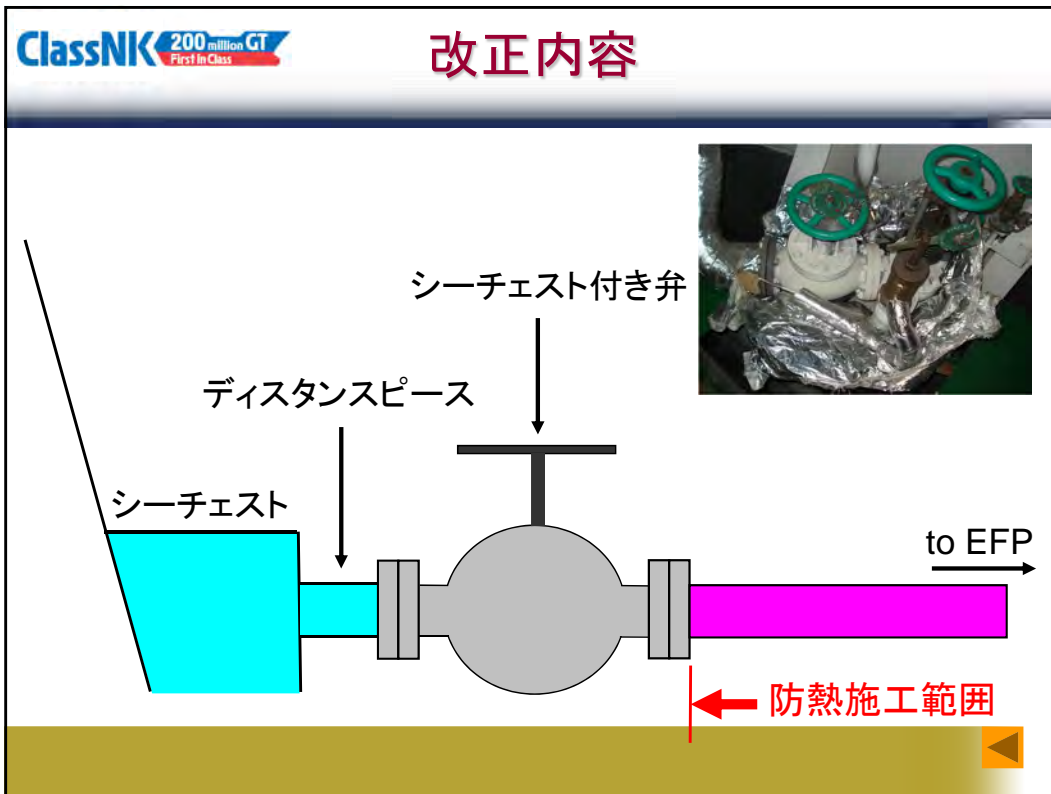 ClassNK 200 million GT
First In Class
改正内容
シーチェスト付き弁
ディスタンスピース
シーチェスト
to EFP
防熱施工範囲